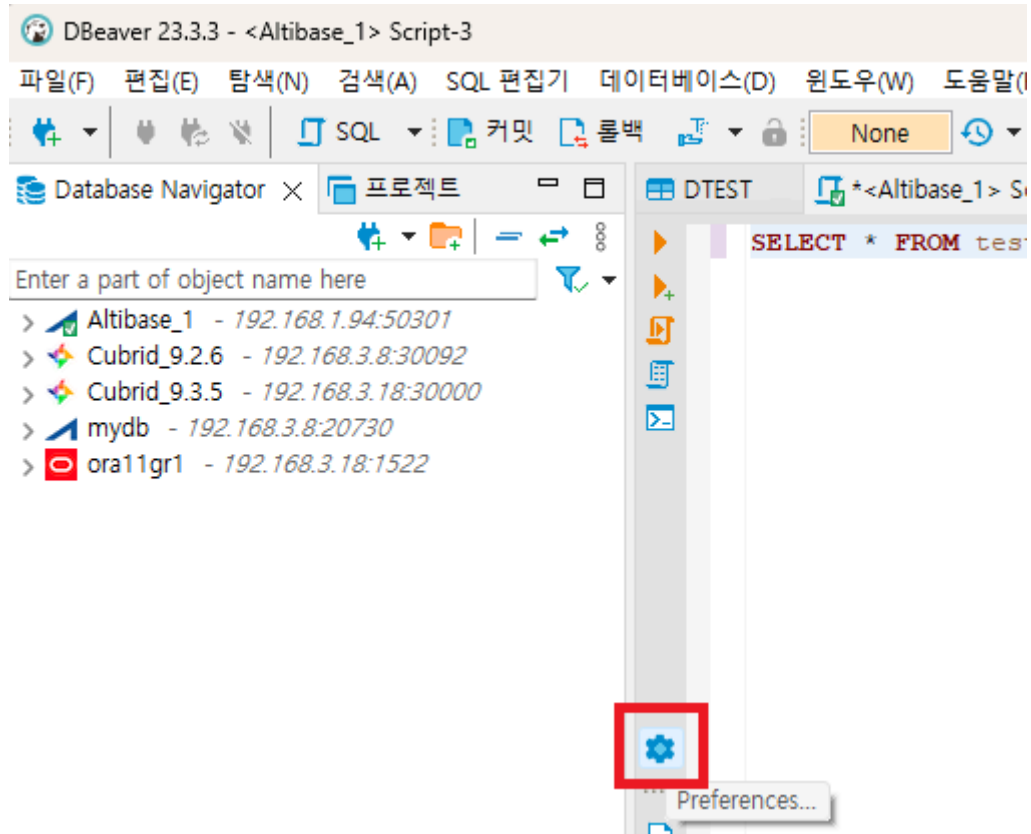 DBeaver 23.3.3 - <Altibase_1> Script-3
파일(F) 편집(E) 탐색(N) 검색(A) SQL 편집기 데이터베이스(D) 윈도우(W) 도움말(
SQL 커밋 롤백 None
Database Navigator 프로젝트 DTEST *<Altibase_1> S
SELECT * FROM tes
Enter a part of object name here
Altibase_1 - 192.168.1.94:50301
Cubrid_9.2.6 - 192.168.3.8:30092
Cubrid_9.3.5 - 192.168.3.18:30000
mydb - 192.168.3.8:20730
ora11gr1 - 192.168.3.18:1522
Preferences...